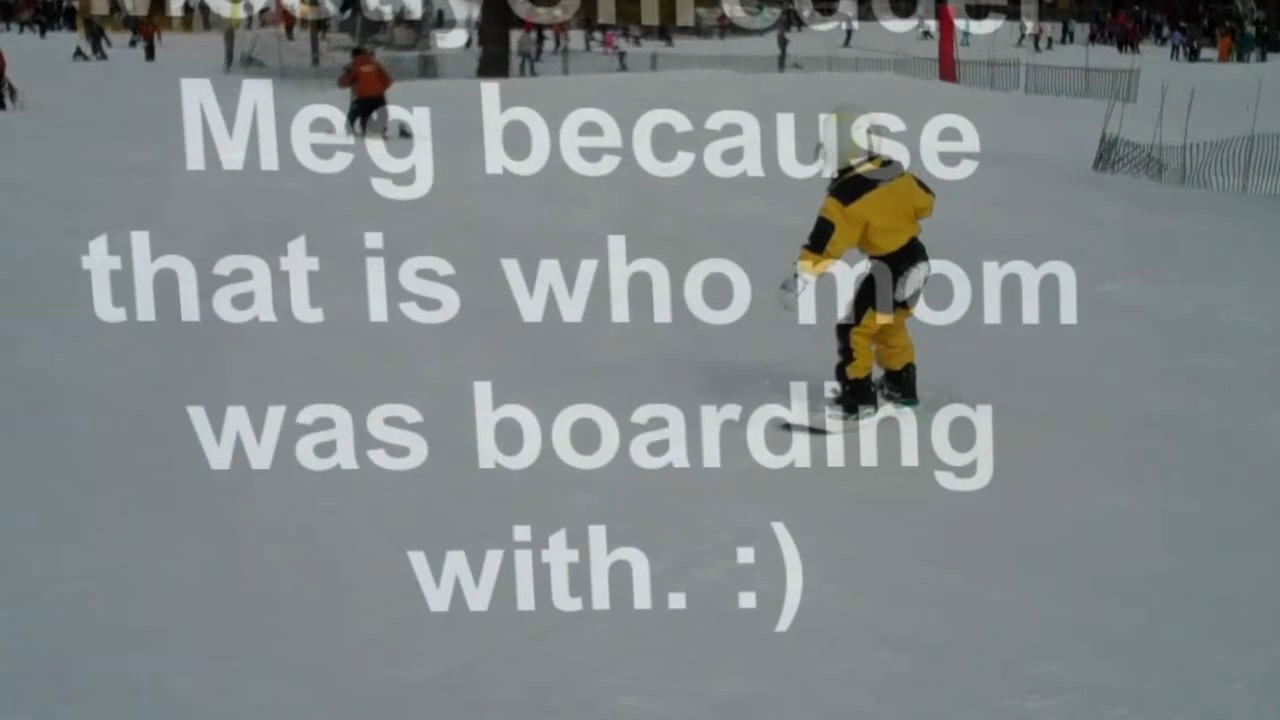 Meg because
that is who mom
was boarding
with. :)